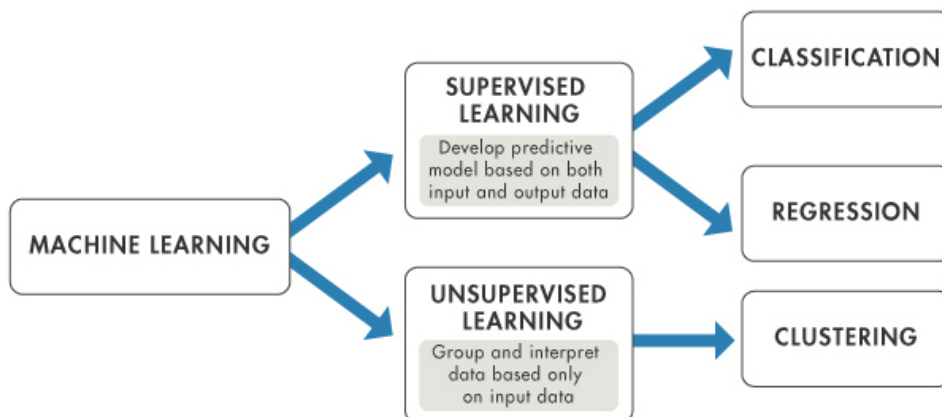 MACHINE LEARNING
SUPERVISED
LEARNING
Develop predictive
model based on both
input and output data
UNSUPERVISED
LEARNING
Group and interpret
data based only
on input data
CLASSIFICATION
REGRESSION
CLUSTERING